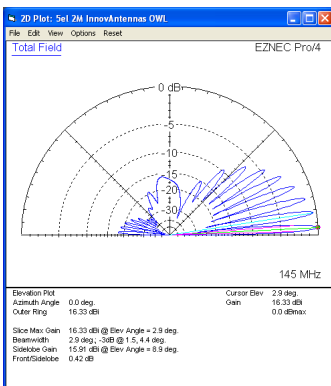 2D Plot: 5el 2M InnovAntennas OWL
File Edit View Options Reset
Total Field
EZNEC Pro/4
0 dB
-5
-10
-15
-20
-30
145 MHz
Elevation Plot
Azimuth Angle 0.0 deg.
Outer Ring 16.33 dBi
Cursor Elev 2.9 deg.
Gain 16.33 dBi
0.0 dBmax
Slice Max Gain 16.33 dBi @ Elev Angle = 2.9 deg.
Beamwidth 2.9 deg.; -3dB @ 1.5, 4.4 deg.
Sidelobe Gain 15.91 dBi @ Elev Angle = 8.9 deg.
Front/Sidelobe 0.42 dB